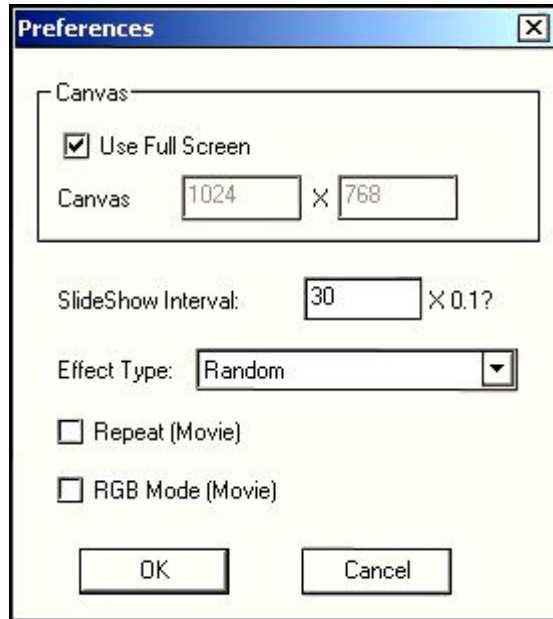 Preferences
Canvas
Use Full Screen
Canvas 1024 X 768
SlideShow Interval: 30 X 0.1?
Effect Type: Random
Repeat (Movie)
RGB Mode (Movie)
OK Cancel